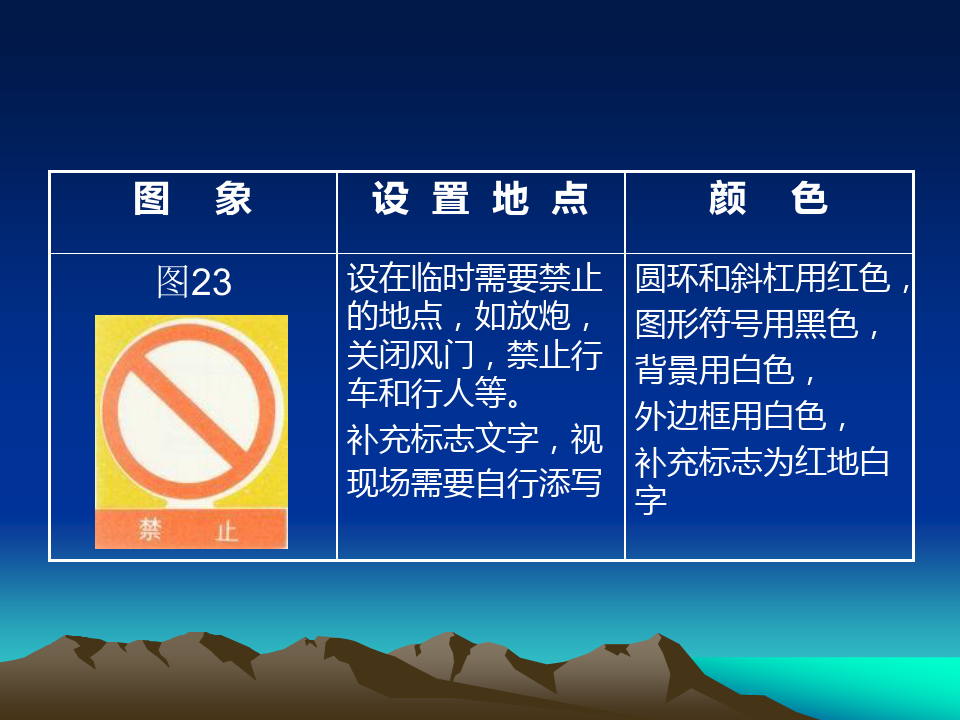 图 象
设 置 地 点
颜 色
图23
禁 止
设在临时需要禁止
的地点，如放炮，
关闭风门，禁止行
车和行人等。
补充标志文字，视
现场需要自行添写
圆环和斜杠用红色，
图形符号用黑色，
背景用白色，
外边框用白色，
补充标志为红地白
字